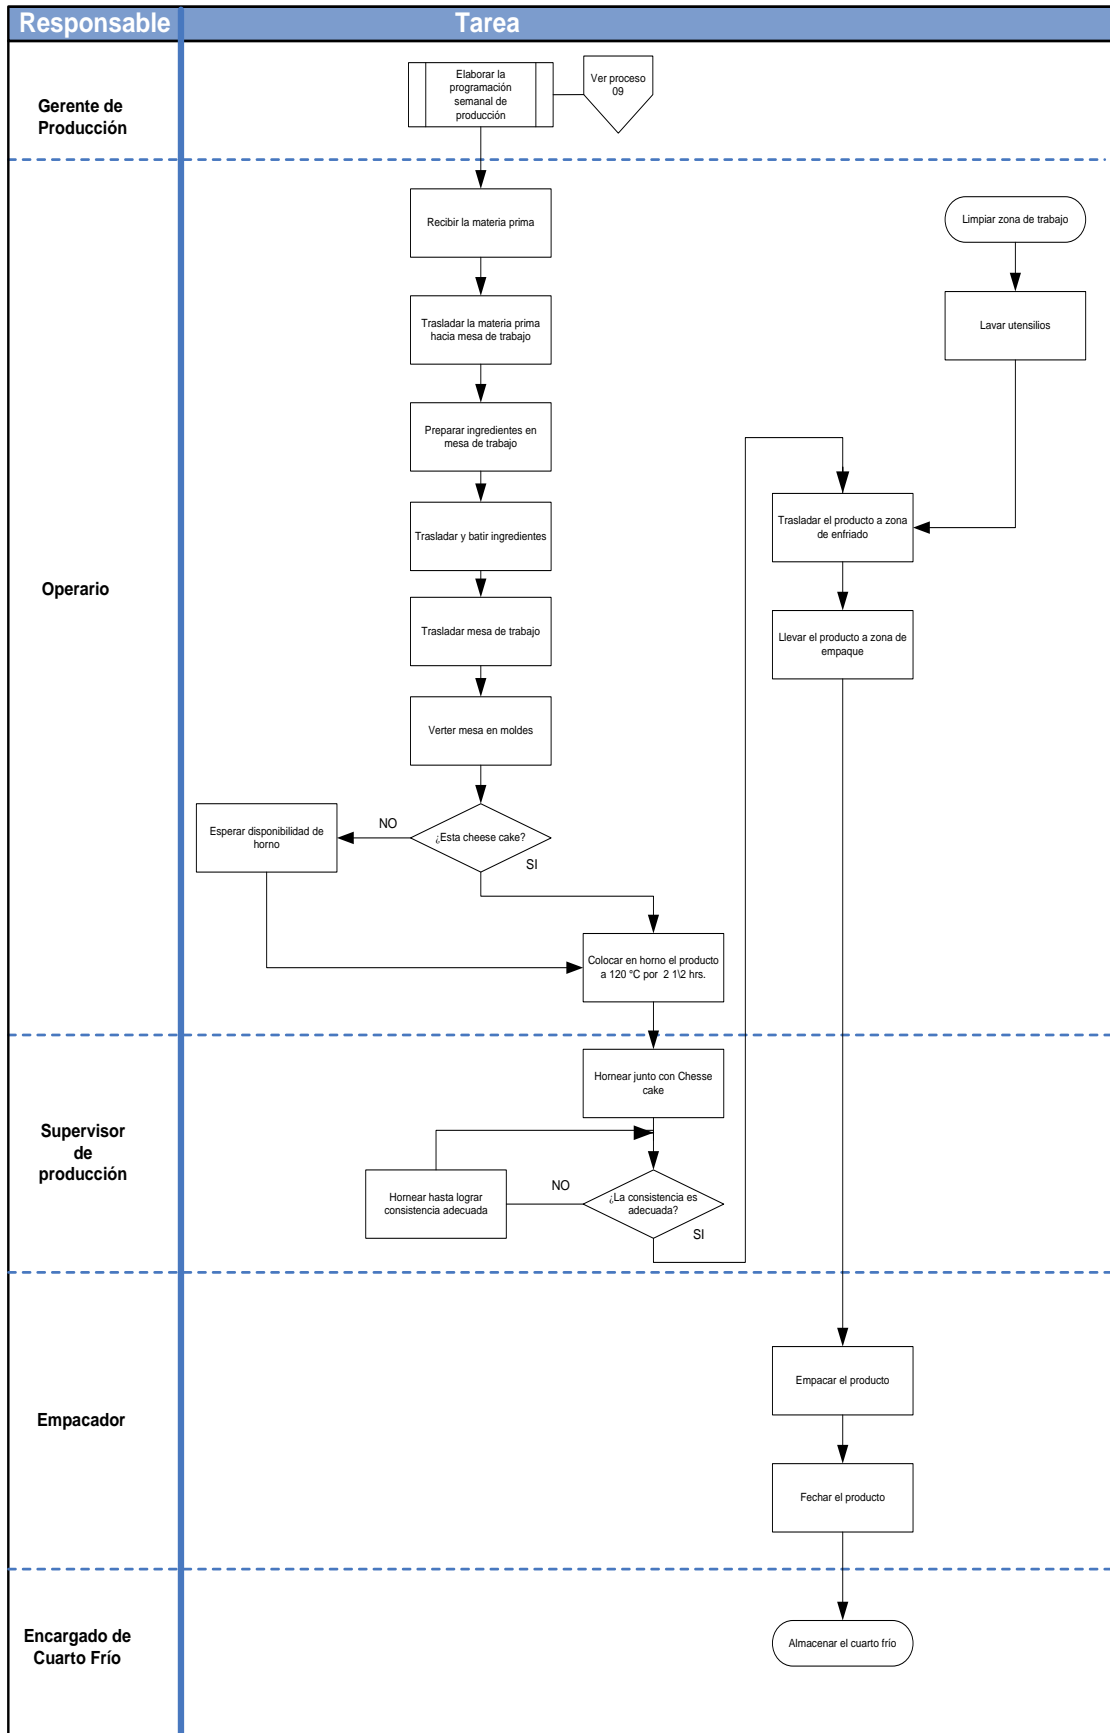 Responsable
Tarea
Gerente de
Producción
Elaborar la
programación
semanal de
producción
Ver proceso
09
Operario
Recibir la materia prima
Limpiar zona de trabajo
Trasladar la materia prima
hacia mesa de trabajo
Lavar utensilios
Preparar ingredientes en
mesa de trabajo
Trasladar y batir ingredientes
Trasladar el producto a zona
de enfriado
Trasladar mesa de trabajo
Llevar el producto a zona de
empaque
Verter mesa en moldes
¿Esta cheese cake?
NO
SI
Esperar disponibilidad de
horno
Colocar en horno el producto
a 120 °C por  2 1\2 hrs.
Supervisor
de
producción
Hornear junto con Chesse
cake
¿La consistencia es
adecuada?
NO
SI
Hornear hasta lograr
consistencia adecuada
Empacador
Empacar el producto
Fechar el producto
Encargado de
Cuarto Frío
Almacenar el cuarto frío